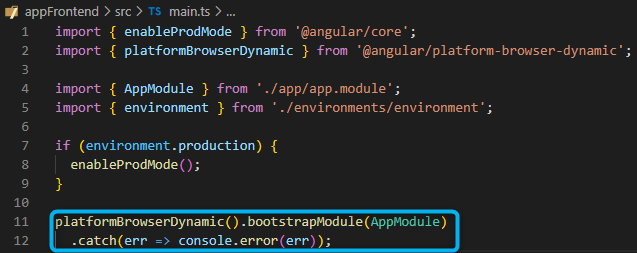 appFrontend > src > TS main.ts > ...
1 import { enableProdMode } from '@angular/core';
2 import { platformBrowserDynamic } from '@angular/platform-browser-dynamic';
3
4 import { AppModule } from './app/app.module';
5 import { environment } from './environments/environment';
6
7 if (environment.production) {
8   enableProdMode();
9 }
10
11 platformBrowserDynamic().bootstrapModule(AppModule)
12   .catch(err => console.error(err));